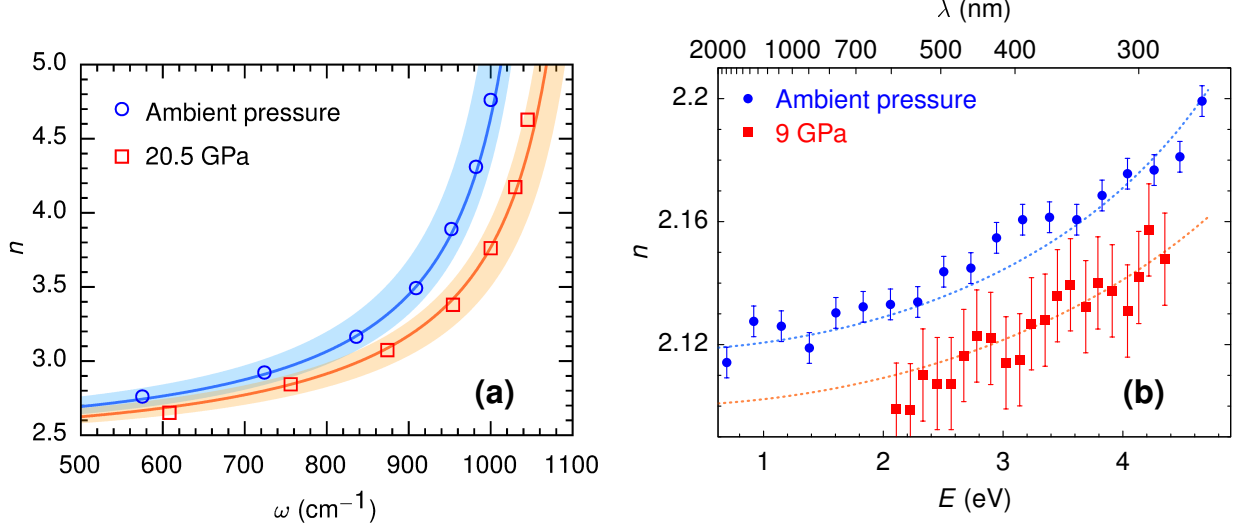 5.0
4.5
4.0
3.5
3.0
2.5
n
Ambient pressure
20.5 GPa
(a)
500 600 700 800 900 1000 1100
ω (cm⁻¹)
λ (nm)
2000 1000 700 500 400 300
2.2
2.16
2.12
n
Ambient pressure
9 GPa
(b)
1 2 3 4
E (eV)